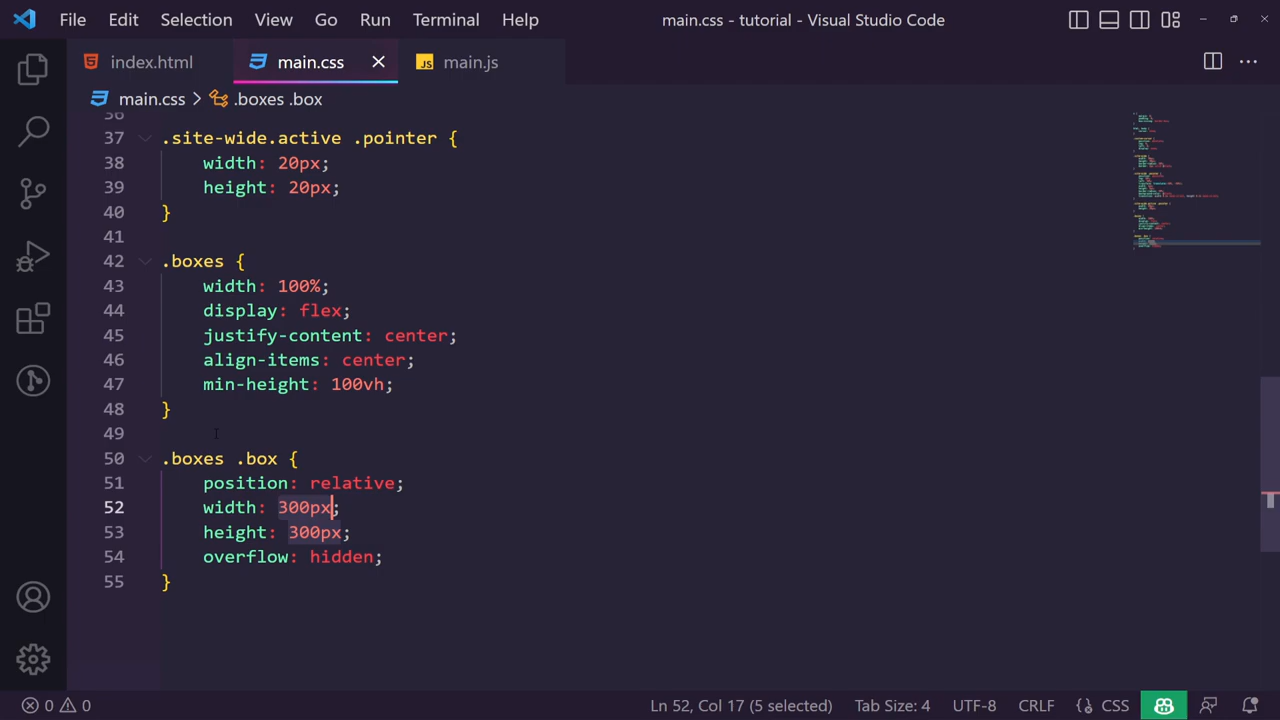 File Edit Selection View Go Run Terminal Help main.css - tutorial - Visual Studio Code
index.html main.css JS main.js
main.css > .boxes .box
36
37 .site-wide.active .pointer {
38 width: 20px;
39 height: 20px;
40 }
41
42 .boxes {
43 width: 100%;
44 display: flex;
45 justify-content: center;
46 align-items: center;
47 min-height: 100vh;
48 }
49
50 .boxes .box {
51 position: relative;
52 width: 300px;
53 height: 300px;
54 overflow: hidden;
55 }
0 0 Ln 52, Col 17 (5 selected) Tab Size: 4 UTF-8 CRLF {} CSS